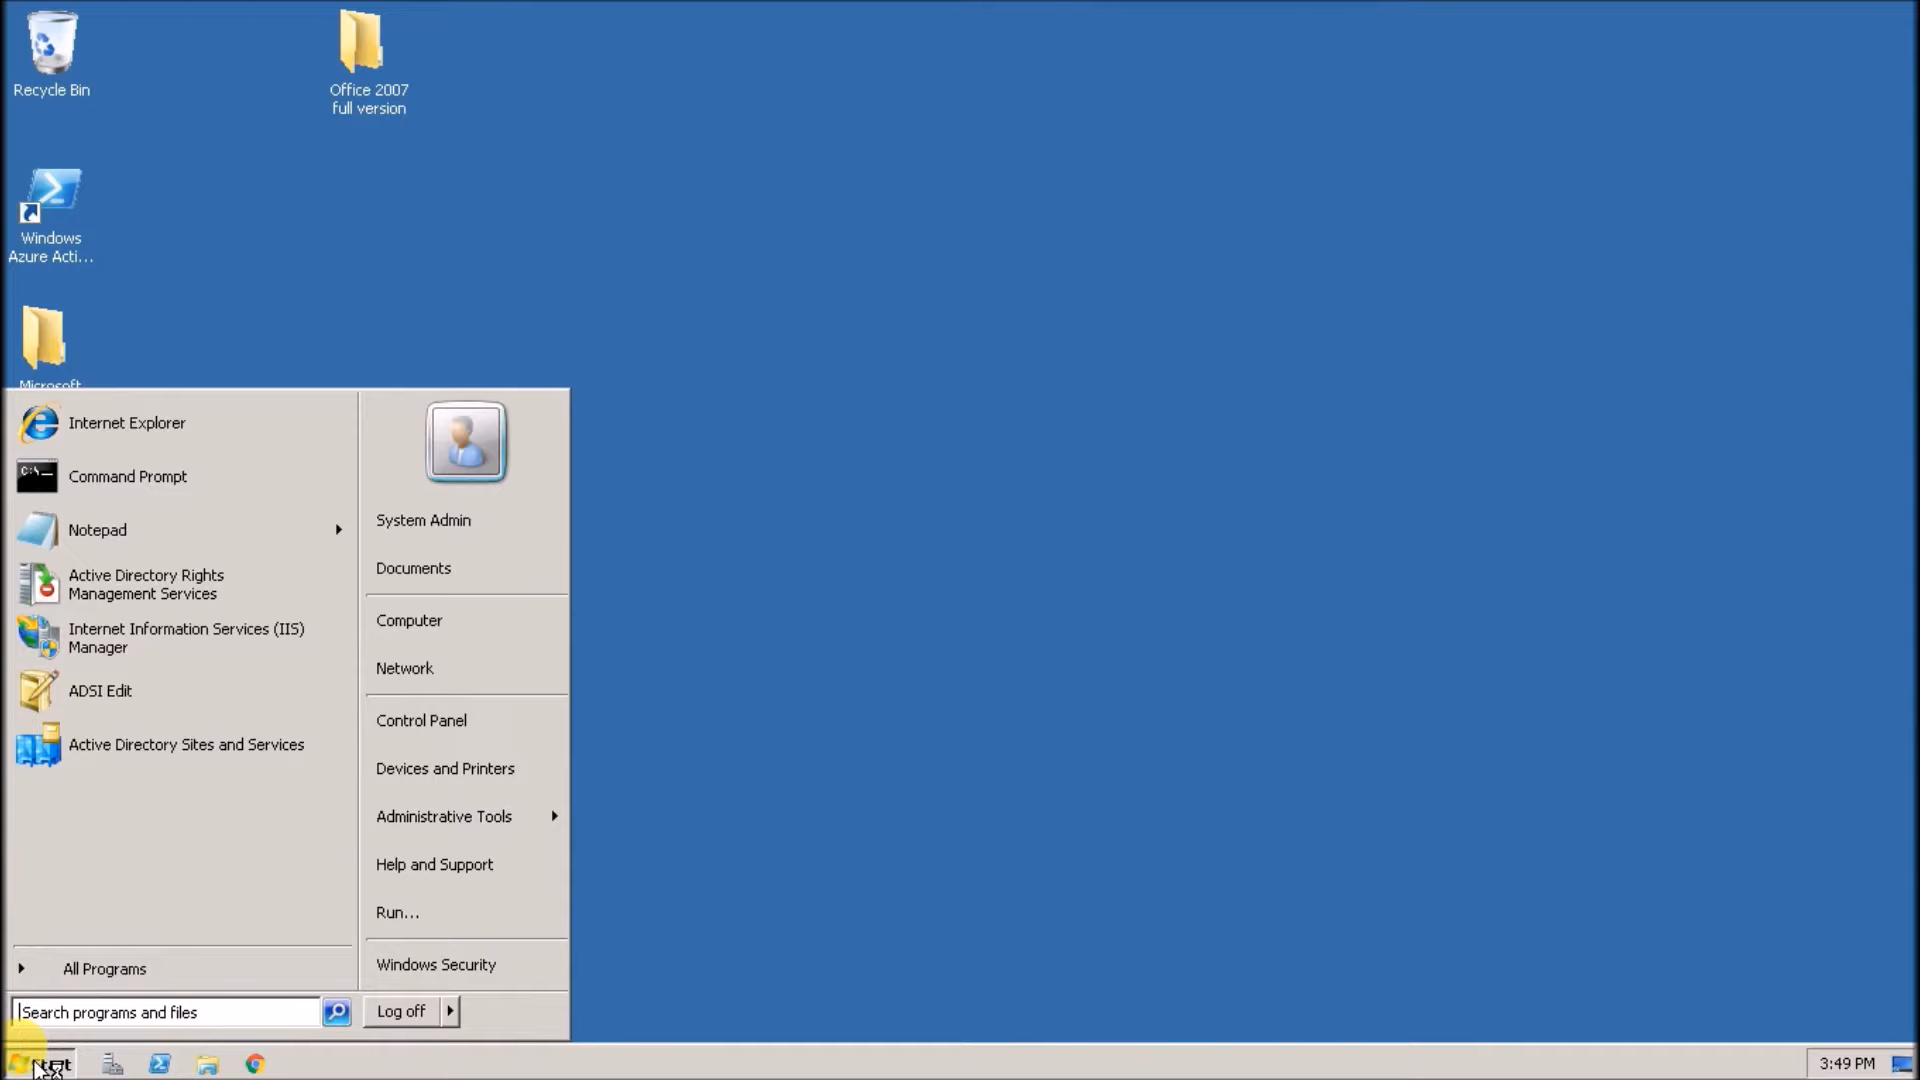 Recycle Bin
Office 2007
full version
Windows
Azure Acti...
Microsoft
Internet Explorer
Command Prompt
Notepad
Active Directory Rights
Management Services
Internet Information Services (IIS)
Manager
ADSI Edit
Active Directory Sites and Services
All Programs
Search programs and files
System Admin
Documents
Computer
Network
Control Panel
Devices and Printers
Administrative Tools
Help and Support
Run...
Windows Security
Log off
3:49 PM